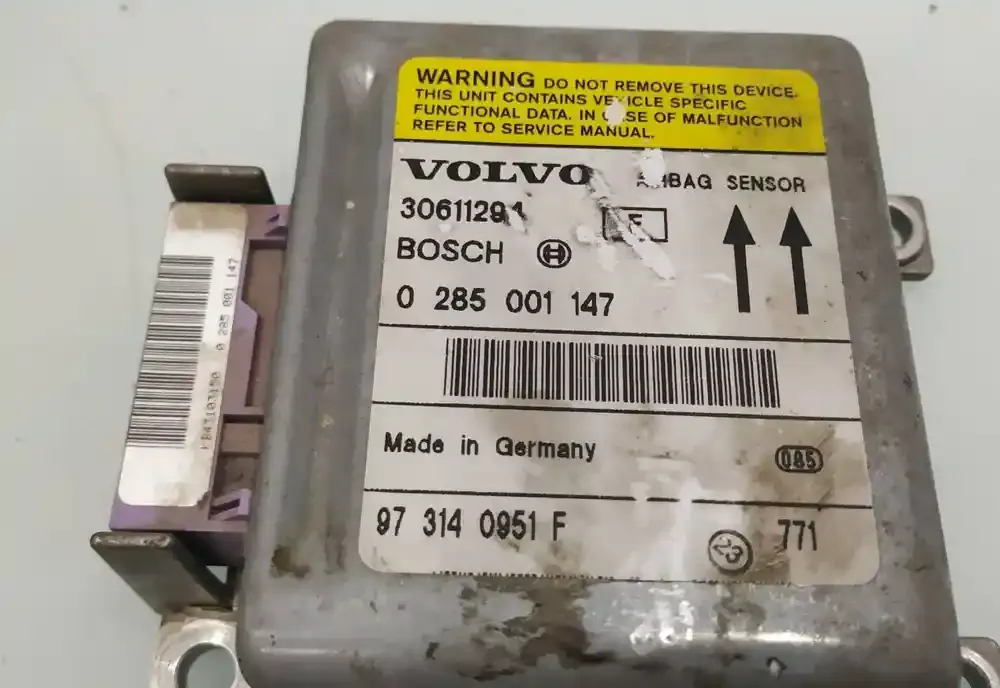 WARNING DO NOT REMOVE THIS DEVICE.
THIS UNIT CONTAINS VEHICLE SPECIFIC
FUNCTIONAL DATA. IN CASE OF MALFUNCTION
REFER TO SERVICE MANUAL.
VOLVO AIRBAG SENSOR
30611294 F
BOSCH
0 285 001 147
Made in Germany 085
97 314 0951 F 771
0 285 001 147